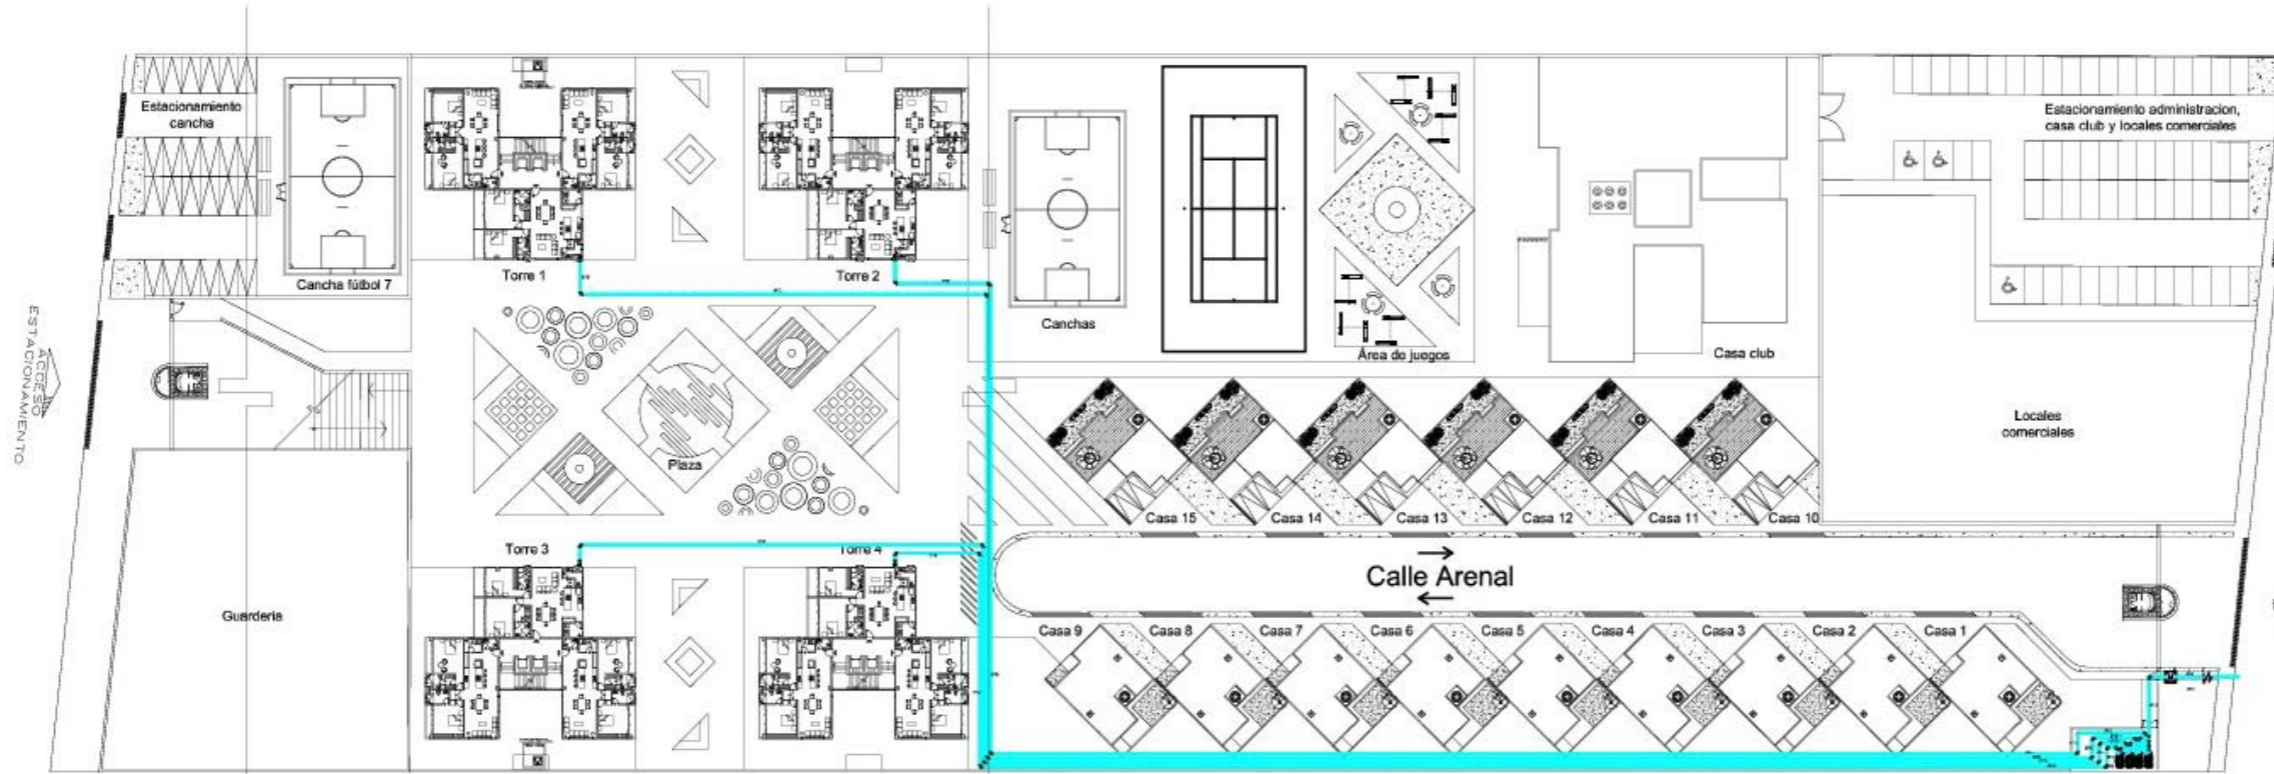 Estacionamiento
cancha
Cancha fútbol 7
Torre 1
Torre 2
Canchas
Área de juegos
Casa club
Estacionamiento administracion,
casa club y locales comerciales
ACCESO
ESTACIONAMIENTO
Plaza
Locales
comerciales
Casa 15
Casa 14
Casa 13
Casa 12
Casa 11
Casa 10
Torre 3
Torre 4
Calle Arenal
Guarderia
Casa 9
Casa 8
Casa 7
Casa 6
Casa 5
Casa 4
Casa 3
Casa 2
Casa 1